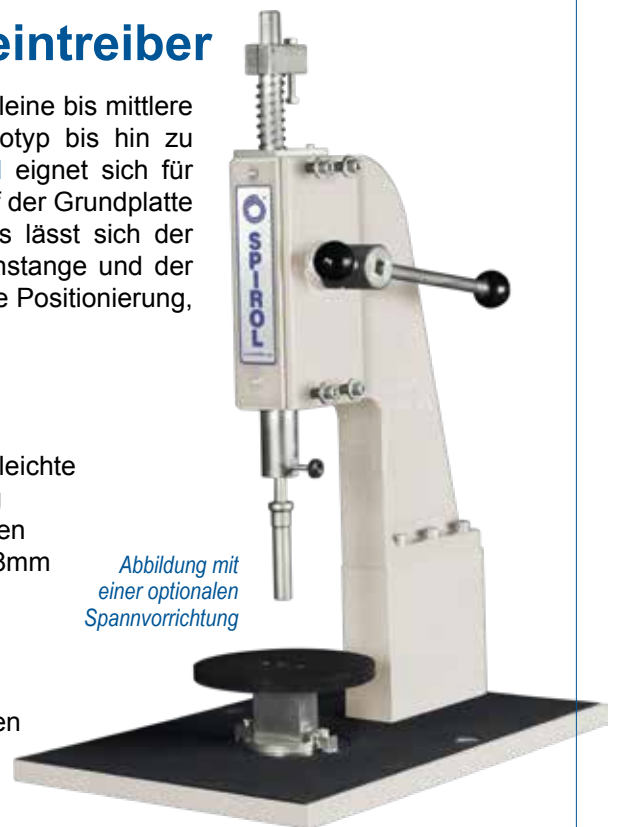 eintreiber
leine bis mittlere
otyp bis hin zu
eignet sich für
f der Grundplatte
s lässt sich der
nstange und der
e Positionierung,
SPIROL
leichte
en
3mm
Abbildung mit
einer optionalen
Spannvorrichtung
en